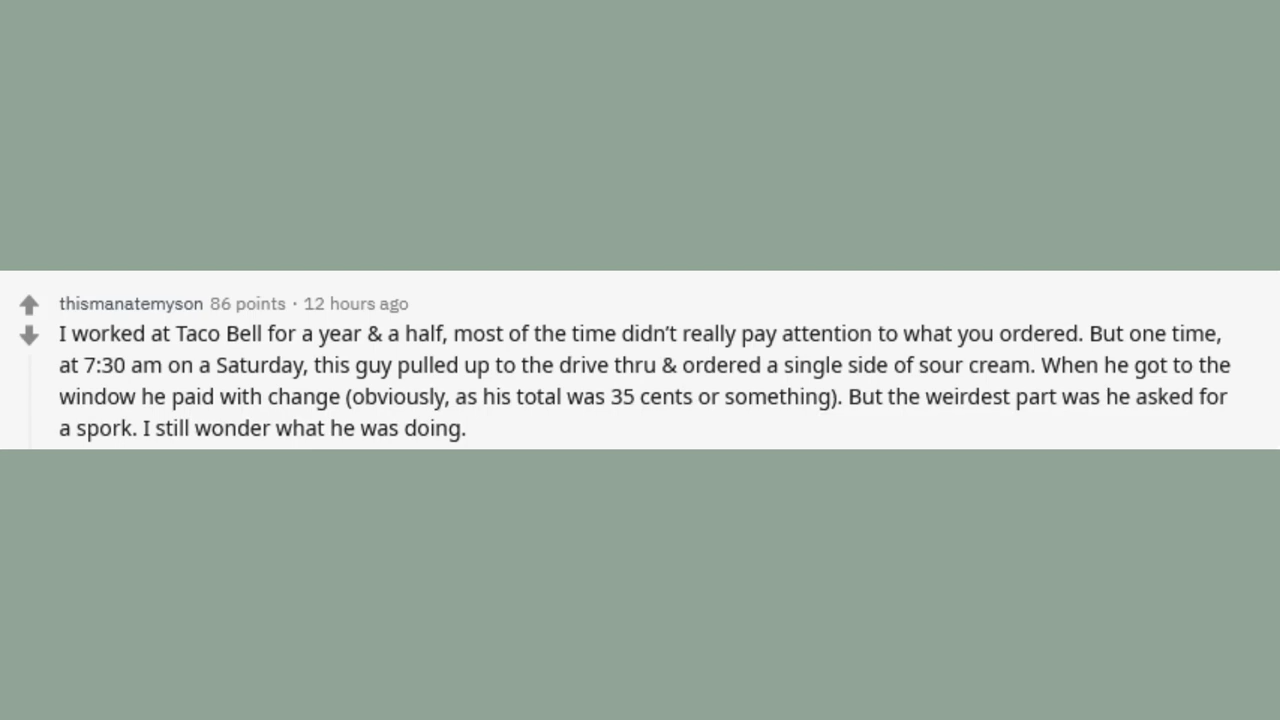 thismanatemyson 86 points · 12 hours ago
I worked at Taco Bell for a year & a half, most of the time didn’t really pay attention to what you ordered. But one time,
at 7:30 am on a Saturday, this guy pulled up to the drive thru & ordered a single side of sour cream. When he got to the
window he paid with change (obviously, as his total was 35 cents or something). But the weirdest part was he asked for
a spork. I still wonder what he was doing.